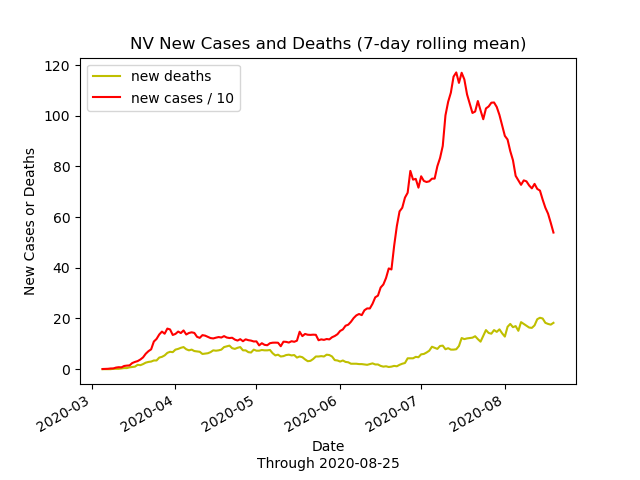 NV New Cases and Deaths (7-day rolling mean)
new deaths
new cases / 10
120
100
80
60
40
20
0
New Cases or Deaths
2020-03
2020-04
2020-05
2020-06
2020-07
2020-08
Date
Through 2020-08-25